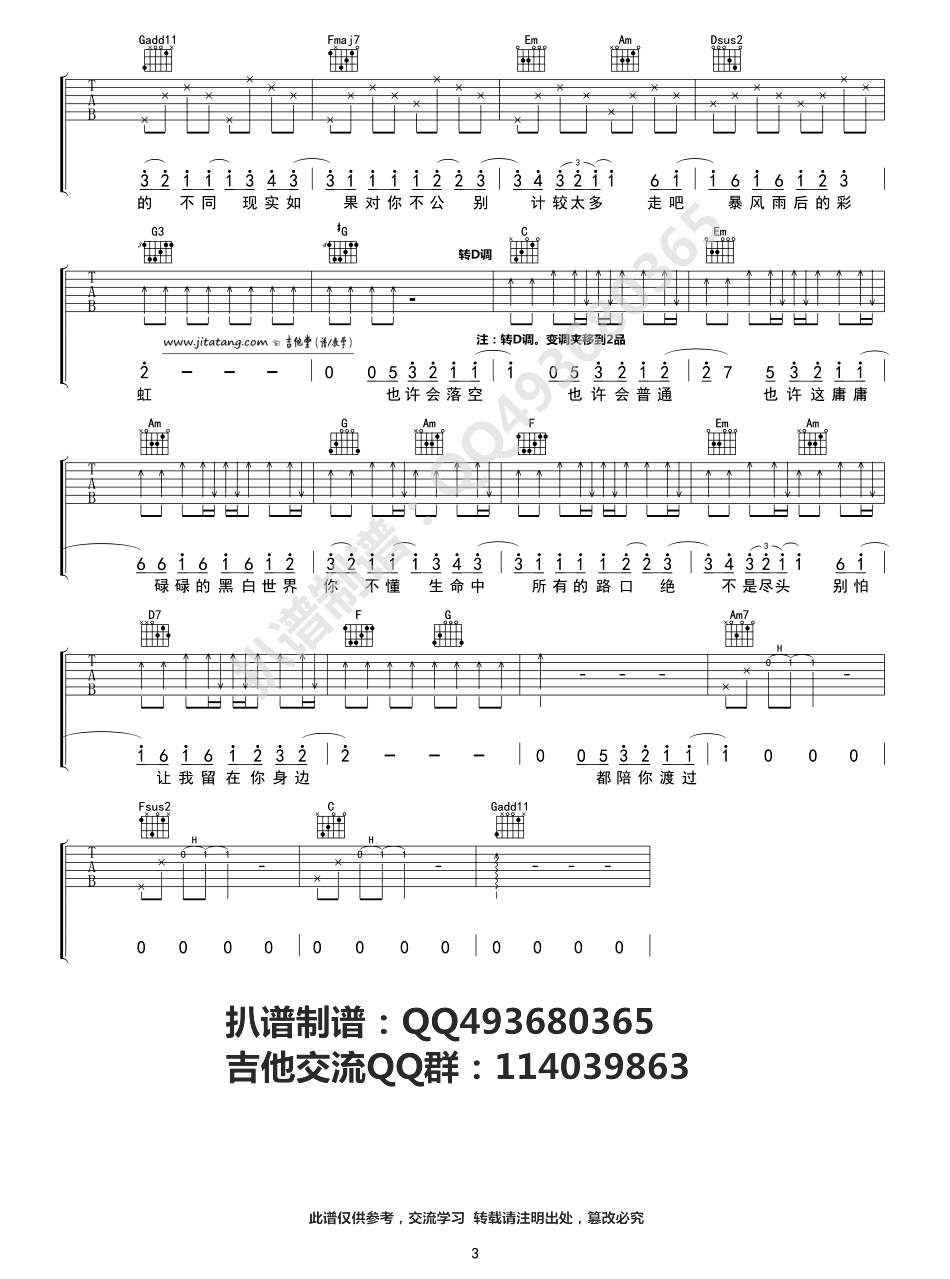 Gadd11 Fmaj7 Em Am Dsus2
T A B
3 2 1 1 1 3 4 3 3 1 1 1 2 2 3 3 4 3 2 1 1 6 1 1 6 1 6 1 2 3
的 不同 现实如 果对你不公 别 计较太多 走吧 暴风雨后的彩
G3 #G 转D调 C Em
T A B
www.jitatang.com 吉他堂 注：转D调。变调夹移到2品
2 — — — 0 0 5 3 2 1 1 1 0 5 3 2 1 2 2 7 5 3 2 1 1
虹 也许会落空 也许会普通 也许这庸庸
Am G Am F Em Am
T A B
6 6 1 6 1 6 1 2 3 2 1 1 1 3 4 3 3 1 1 1 1 2 2 3 3 4 3 2 1 1 6 1
碌碌的黑白世界 你 不懂 生命中 所有的路口 绝 不是尽头 别怕
D7 F G Am7
T A B H 0 1 1
1 6 1 6 1 2 3 2 2 — — — 0 0 5 3 2 1 1 1 0 0 0
让我留在你身边 都陪你渡过
Fsus2 C Gadd11
T A B H 0 1 1 H 0 1 1
0 0 0 0 0 0 0 0 0 0 0 0
扒谱制谱：QQ493680365
扒谱制谱：QQ493680365
吉他交流QQ群：114039863
此谱仅供参考，交流学习 转载请注明出处，篡改必究
3